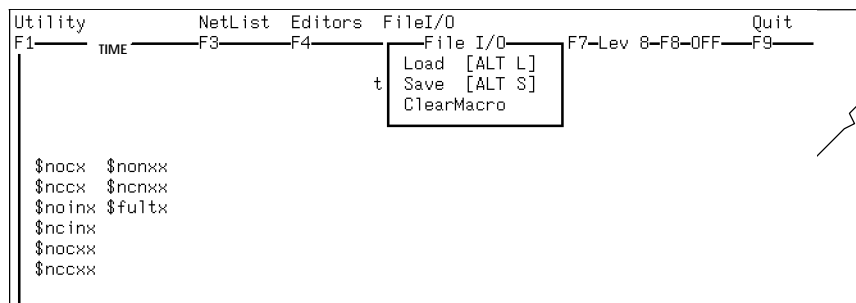 Utility NetList Editors FileI/O Quit
F1 TIME F3 F4 File I/O F7-Lev 8-F8-OFF F9
Load [ALT L]
t Save [ALT S]
ClearMacro
$nocx $nonxx
$nccx $ncnxx
$noinx $fultx
$ncinx
$nocxx
$nccxx